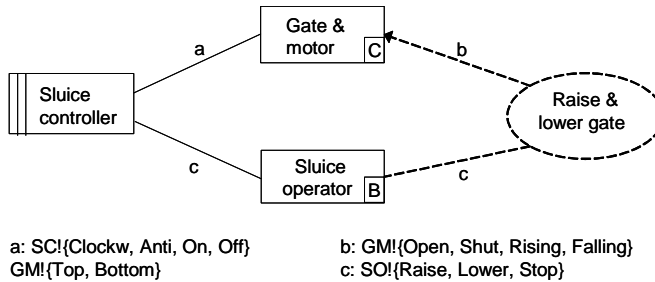 Gate &
motor
C
a
b
Sluice
controller
Raise &
lower gate
c
Sluice
operator
B
c
a: SC!{Clockw, Anti, On, Off}
GM!{Top, Bottom}
b: GM!{Open, Shut, Rising, Falling}
c: SO!{Raise, Lower, Stop}